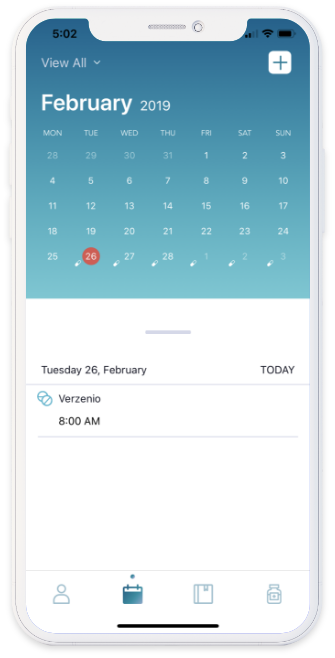 5:02
View All
February 2019
MON TUE WED THU FRI SAT SUN
28 29 30 31 1 2 3
4 5 6 7 8 9 10
11 12 13 14 15 16 17
18 19 20 21 22 23 24
25 26 27 28 1 2 3
Tuesday 26, February TODAY
Verzenio
8:00 AM